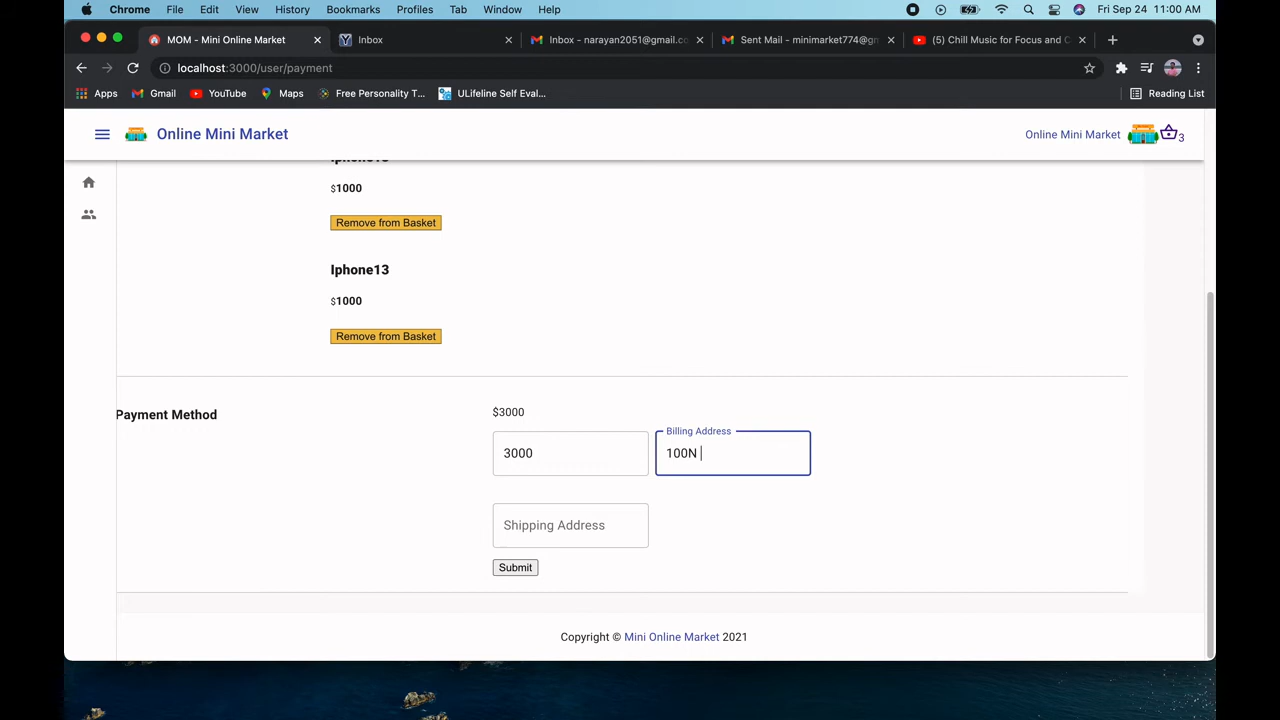 Chrome File Edit View History Bookmarks Profiles Tab Window Help Fri Sep 24 11:00 AM
MOM - Mini Online Market Inbox Inbox - narayan2051@gmail.co Sent Mail - minimarket774@gm (5) Chill Music for Focus and C
localhost:3000/user/payment
Apps Gmail YouTube Maps Free Personality T... ULifeline Self Eval... Reading List
Online Mini Market Online Mini Market 3
Iphone13
$1000
Remove from Basket
Iphone13
$1000
Remove from Basket
Payment Method
$3000
Billing Address
3000 100N
Shipping Address
Submit
Copyright © Mini Online Market 2021